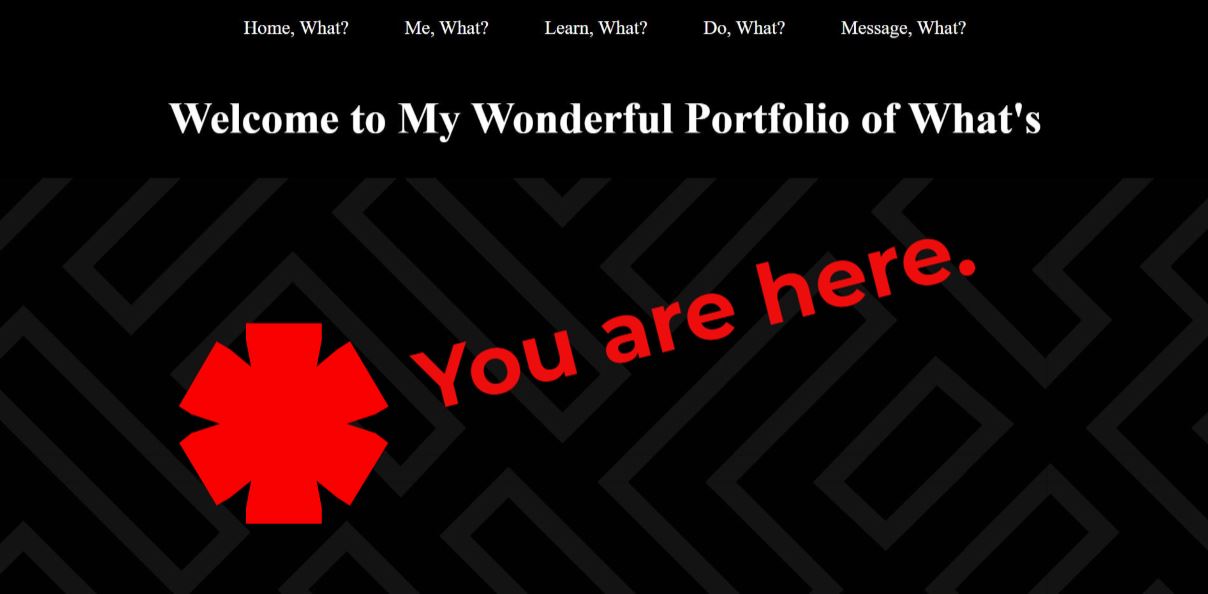 Home, What? Me, What? Learn, What? Do, What? Message, What?
Welcome to My Wonderful Portfolio of What's
You are here.